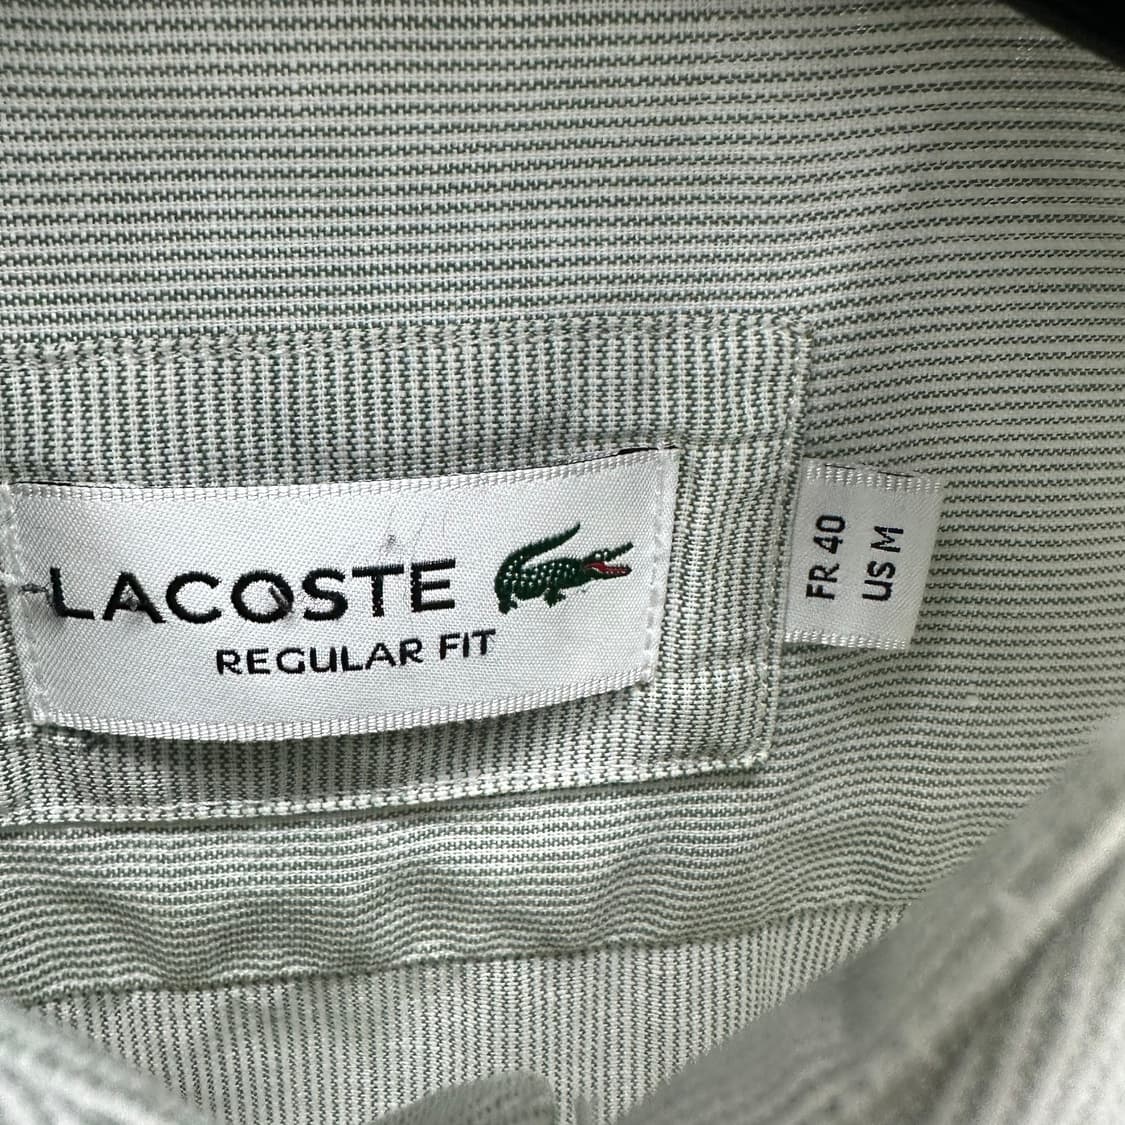 LACOSTE
REGULAR FIT
FR 40
US M